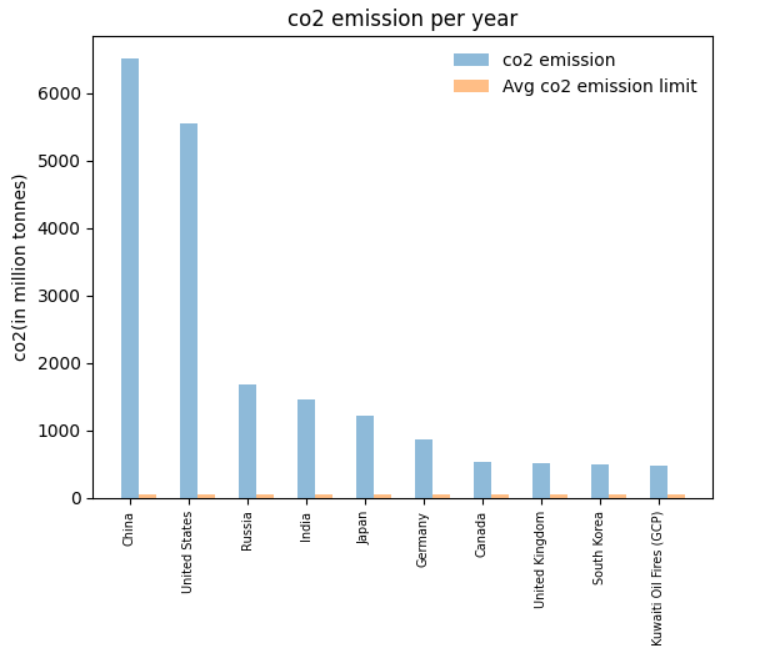 co2 emission per year
co2 emission
Avg co2 emission limit
co2(in million tonnes)
6000
5000
4000
3000
2000
1000
0
China
United States
Russia
India
Japan
Germany
Canada
United Kingdom
South Korea
Kuwaiti Oil Fires (GCP)